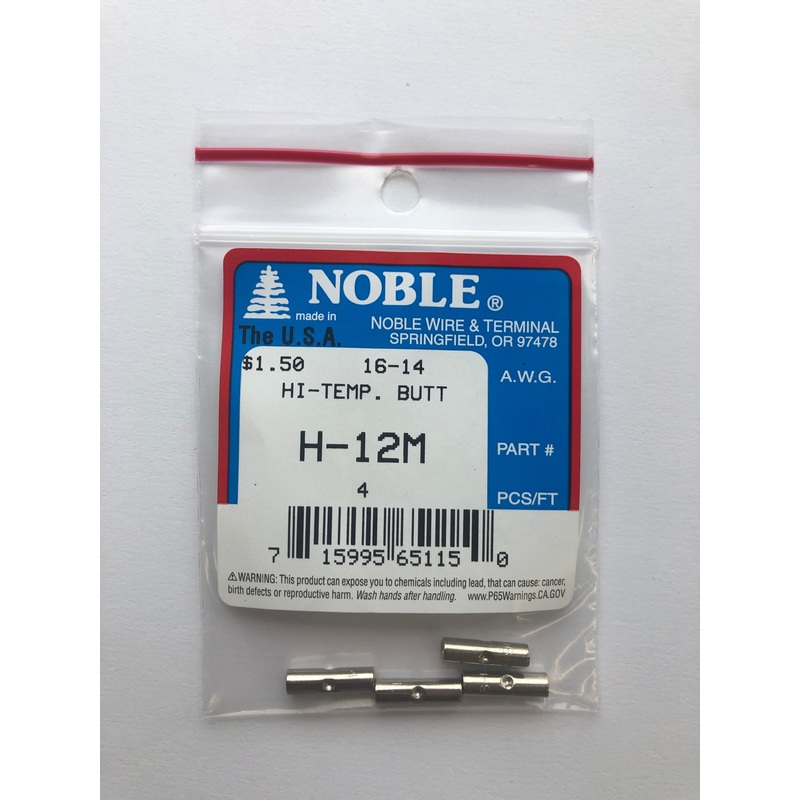 NOBLE®
made in
The U.S.A.
NOBLE WIRE & TERMINAL
SPRINGFIELD, OR 97478
$1.50 16-14 A.W.G.
HI-TEMP. BUTT
H-12M PART #
4 PCS/FT
7 15995 65115 0
⚠WARNING: This product can expose you to chemicals including lead, that can cause: cancer,
birth defects or reproductive harm. Wash hands after handling. www.P65Warnings.CA.GOV